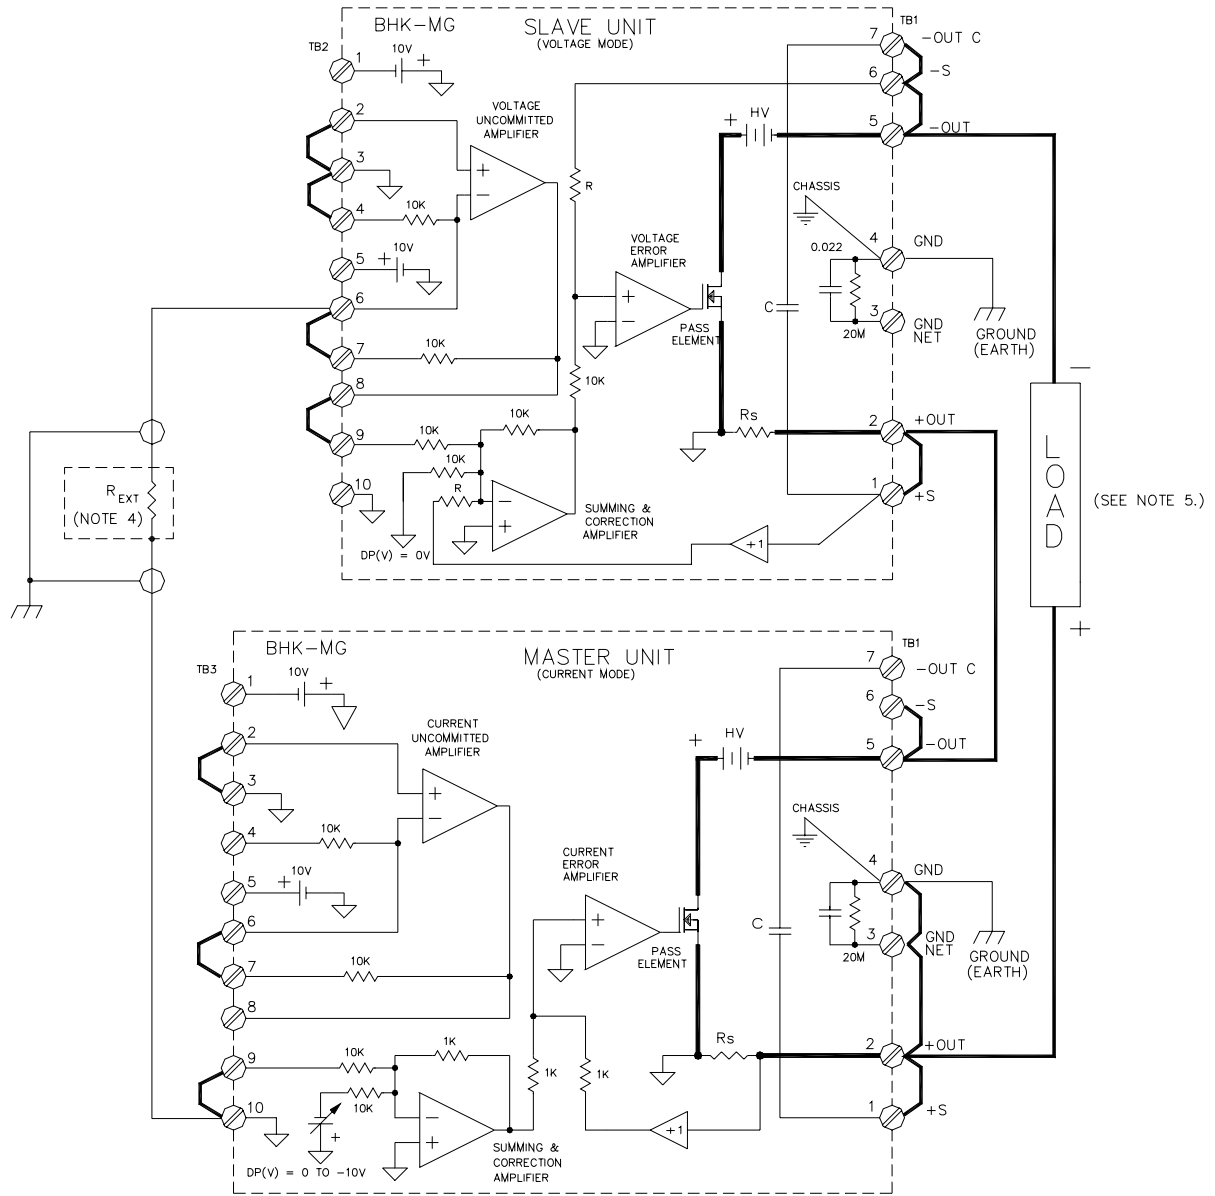 BHK-MG
SLAVE UNIT
(VOLTAGE MODE)
TB2
TB1
1
10V
+
7
-OUT C
6
-S
5
-OUT
2
VOLTAGE
UNCOMMITTED
AMPLIFIER
+ HV
3
4
10K
+
−
R
CHASSIS
4
GND
5
+
10V
VOLTAGE
ERROR
AMPLIFIER
0.022
6
+
−
C
3
GND
NET
20M
GROUND
(EARTH)
PASS
ELEMENT
7
10K
8
10K
−
9
10K
10K
Rs
2
+OUT
10K
R
10
−
+
SUMMING &
CORRECTION
AMPLIFIER
1
+S
LOAD
(SEE NOTE 5.)
REXT
(NOTE 4)
DP(V) = 0V
+1
+
BHK-MG
MASTER UNIT
(CURRENT MODE)
TB3
TB1
1
10V
+
7
-OUT C
6
-S
2
CURRENT
UNCOMMITTED
AMPLIFIER
+ HV
5
-OUT
3
+
−
4
10K
CHASSIS
4
GND
5
+
10V
CURRENT
ERROR
AMPLIFIER
6
+
−
C
3
GND
NET
20M
GROUND
(EARTH)
PASS
ELEMENT
7
10K
8
9
10K
1K
Rs
2
+OUT
10K
1K
1K
10
+
−
+
+1
1
+S
SUMMING &
CORRECTION
AMPLIFIER
DP(V) = 0 TO -10V